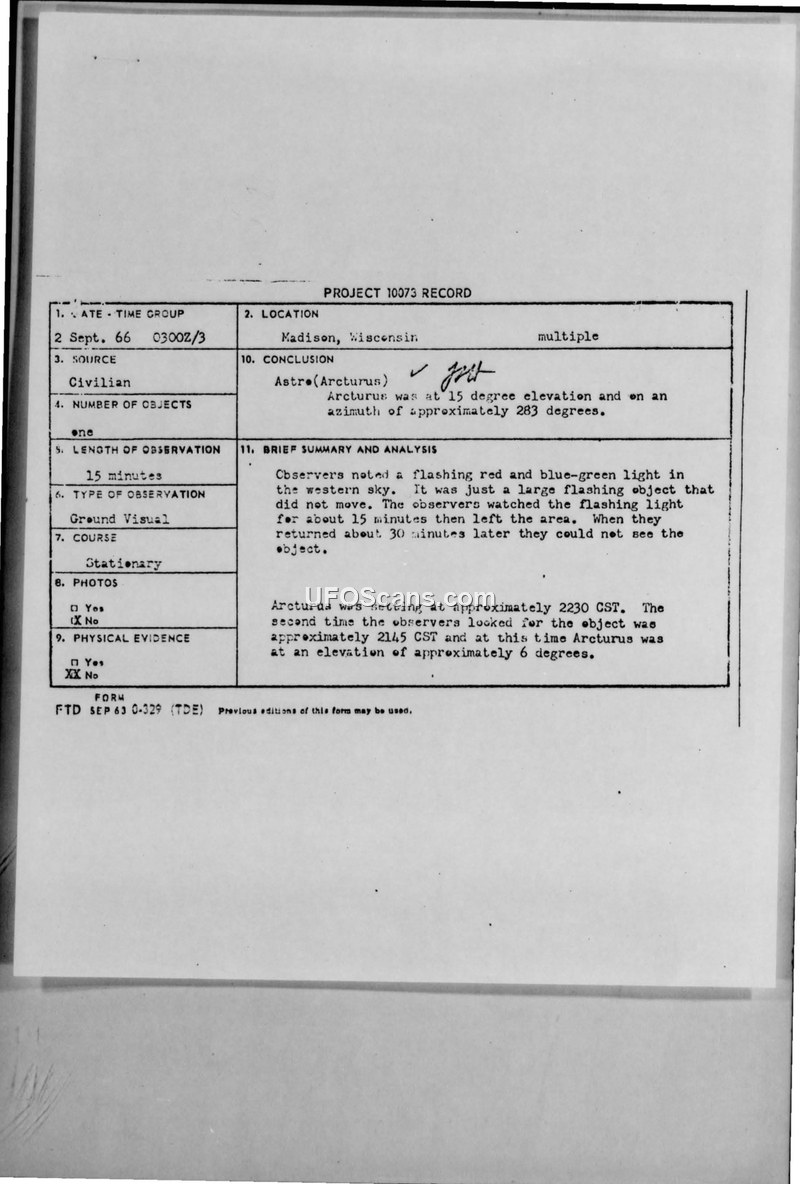 PROJECT 10073 RECORD
1. ATE - TIME GROUP
2 Sept. 66 0300Z/3
2. LOCATION
Madison, Wisconsin multiple
3. SOURCE
Civilian
10. CONCLUSION
Astro(Arcturus) ✓
Arcturus was at 15 degree elevation and on an
azimuth of approximately 283 degrees.
4. NUMBER OF OBJECTS
one
5. LENGTH OF OBSERVATION
15 minutes
11. BRIEF SUMMARY AND ANALYSIS
Observers noted a flashing red and blue-green light in
the western sky. It was just a large flashing object that
did not move. The observers watched the flashing light
for about 15 minutes then left the area. When they
returned about 30 minutes later they could not see the
object.
Arcturus was setting at approximately 2230 CST. The
second time the observers looked for the object was
approximately 2145 CST and at this time Arcturus was
at an elevation of approximately 6 degrees.
6. TYPE OF OBSERVATION
Ground Visual
7. COURSE
Stationary
8. PHOTOS
□ Yes
X No
9. PHYSICAL EVIDENCE
□ Yes
XX No
FORM
FTD SEP 63 0-329 (TDE) Previous editions of this form may be used.
UFOScans.com